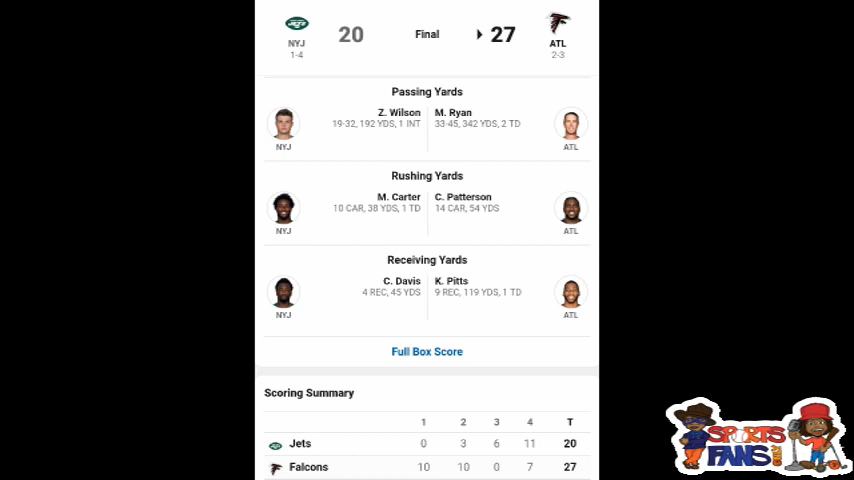 20 Final 27
NYJ ATL
1-4 2-3
Passing Yards
Z. Wilson M. Ryan
19-32, 192 YDS, 1 INT 33-45, 342 YDS, 2 TD
NYJ ATL
Rushing Yards
M. Carter C. Patterson
10 CAR, 38 YDS, 1 TD 14 CAR, 54 YDS
NYJ ATL
Receiving Yards
C. Davis K. Pitts
4 REC, 45 YDS 9 REC, 119 YDS, 1 TD
NYJ ATL
Full Box Score
Scoring Summary
1 2 3 4 T
Jets 0 3 6 11 20
Falcons 10 10 0 7 27
SPORTS
FANS